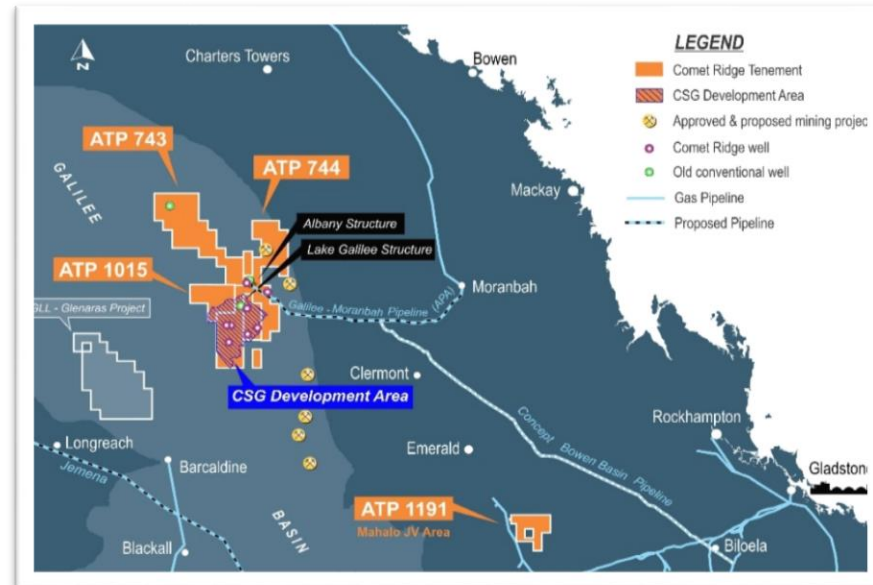 LEGEND
Comet Ridge Tenement
CSG Development Area
Approved & proposed mining projec
Comet Ridge well
Old conventional well
Gas Pipeline
Proposed Pipeline
N
Charters Towers
Bowen
ATP 743
ATP 744
GALILEE
Mackay
Albany Structure
Lake Galilee Structure
ATP 1015
Moranbah
Galilee - Moranbah Pipeline (APA)
GLL - Glenaras Project
Clermont
CSG Development Area
Concept Bowen Basin Pipeline
Rockhampton
Longreach
Emerald
Barcaldine
Gladstone
Jemena
ATP 1191
Mahalo JV Area
BASIN
Blackall
Biloela